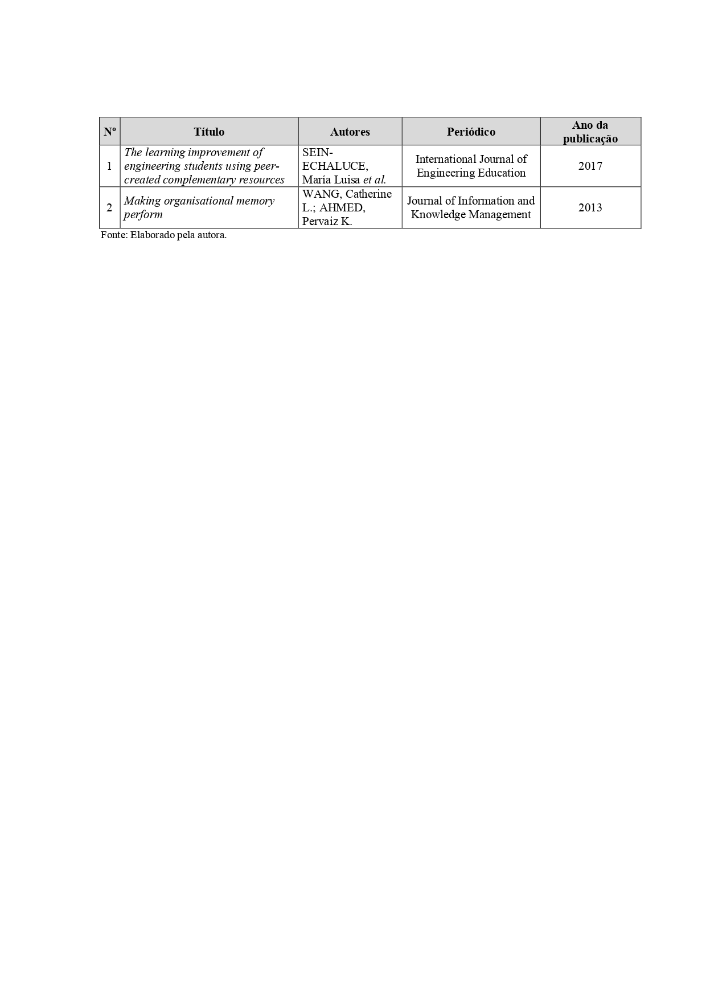 Nº Título Autores Periódico Ano da
publicação
1 The learning improvement of
engineering students using peer-
created complementary resources
SEIN-
ECHALUCE,
María Luisa et al.
International Journal of
Engineering Education
2017
2 Making organisational memory
perform
WANG, Catherine
L.; AHMED,
Pervaiz K.
Journal of Information and
Knowledge Management
2013
Fonte: Elaborado pela autora.